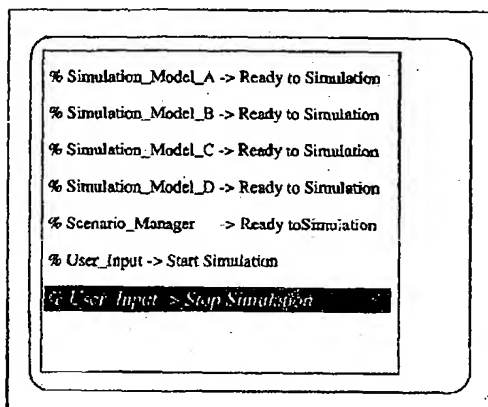 % Simulation_Model_A -> Ready to Simulation
% Simulation_Model_B -> Ready to Simulation
% Simulation_Model_C -> Ready to Simulation
% Simulation_Model_D -> Ready to Simulation
% Scenario_Manager -> Ready toSimulation
% User_Input -> Start Simulation
% User_Input -> Stop Simulation